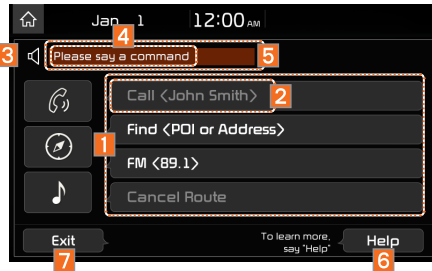 Jan 1 12:00 AM
4
3 Please say a command 5
Call <John Smith> 2
Find <POI or Address>
1
FM <89.1>
Cancel Route
Exit To learn more, Help
say "Help"
7 6